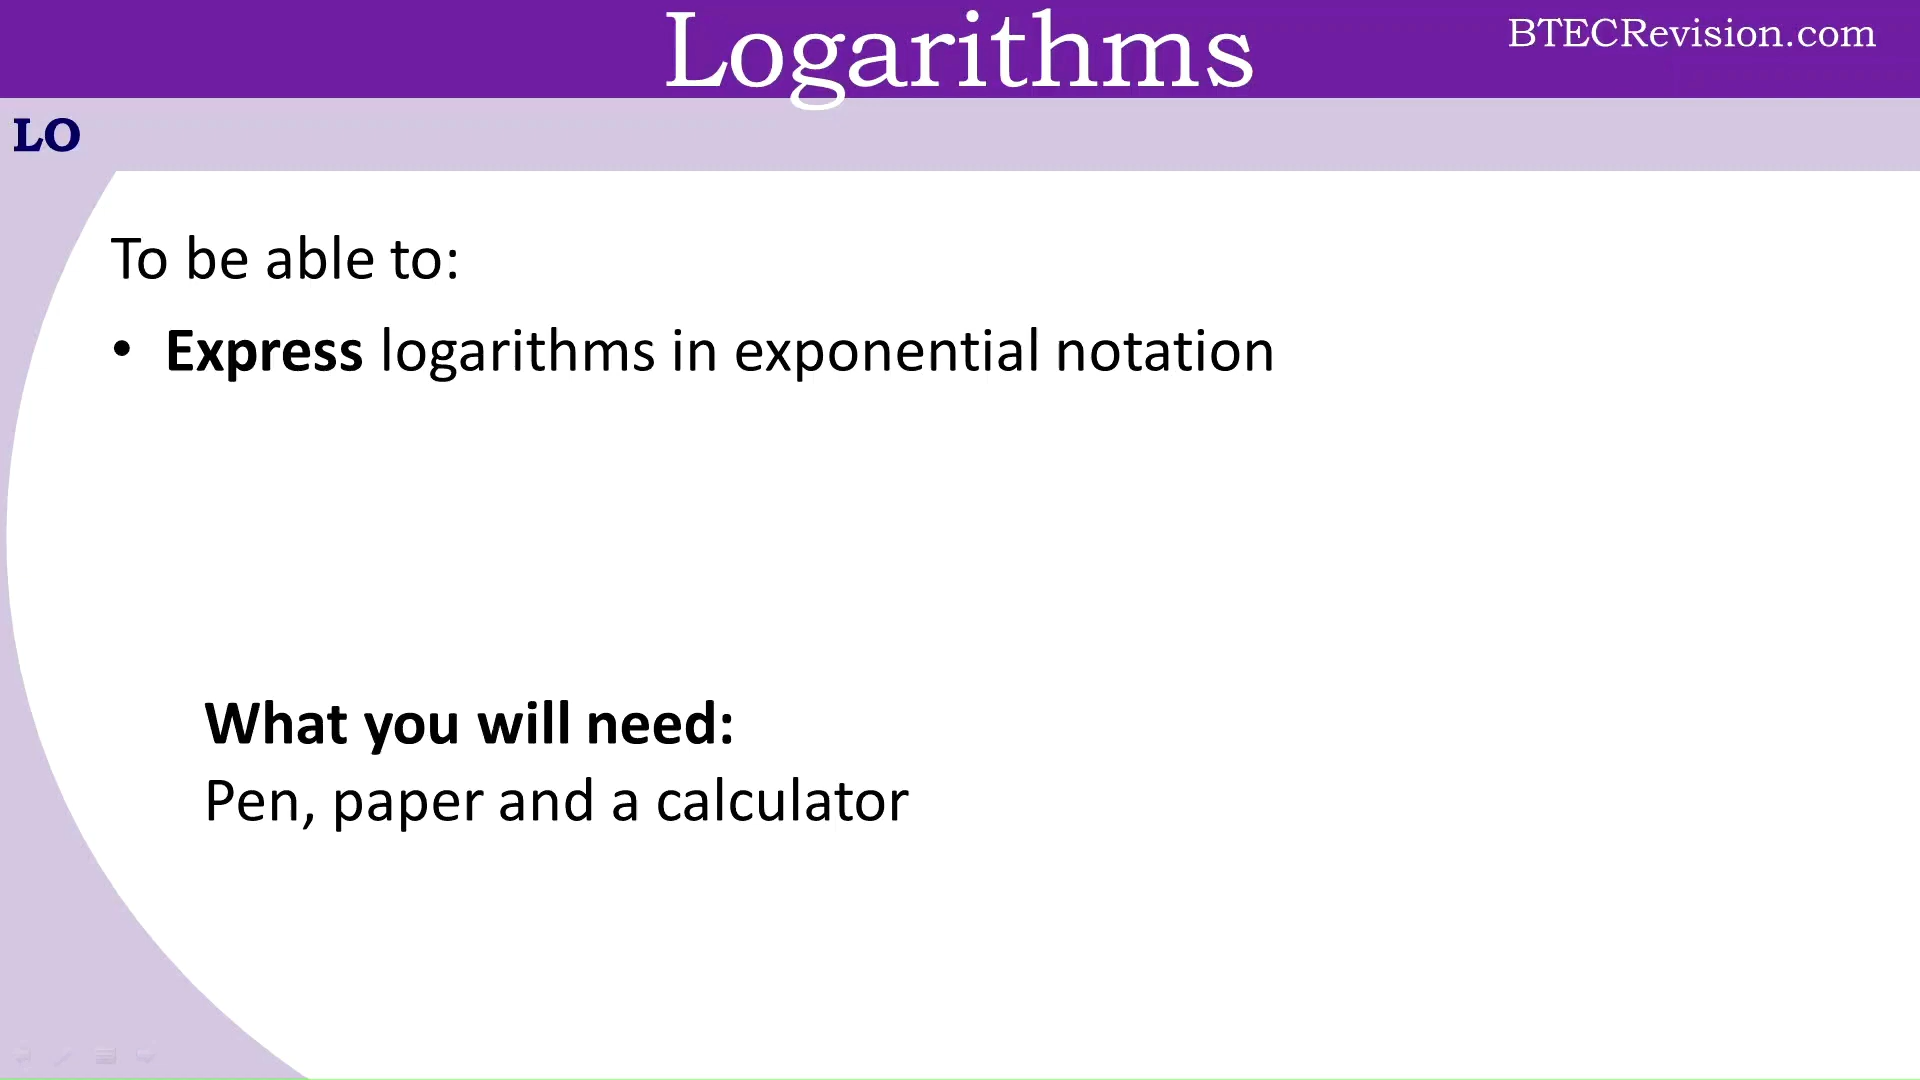 Logarithms
BTECRevision.com
LO
To be able to:
• Express logarithms in exponential notation
What you will need:
Pen, paper and a calculator